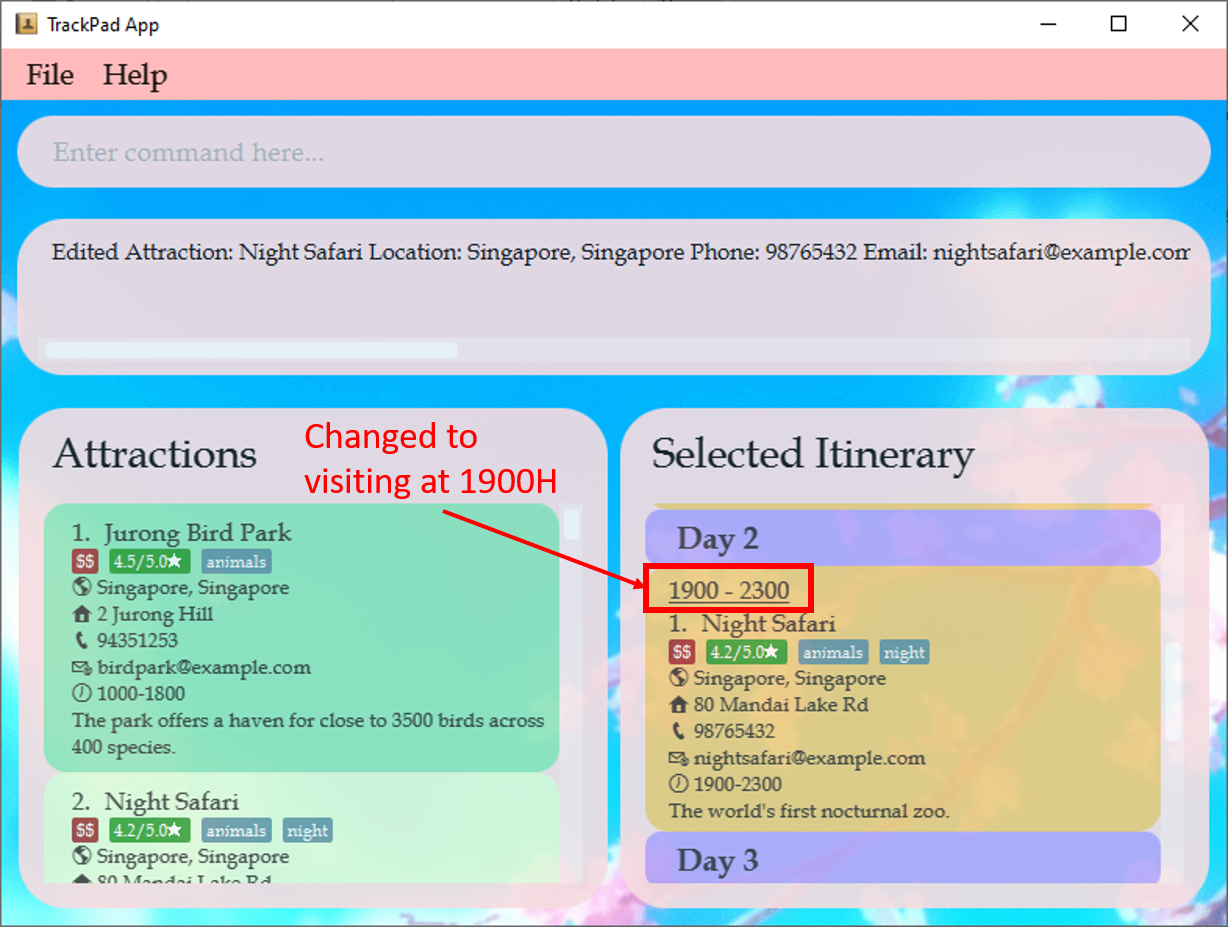 TrackPad App
File Help
Enter command here...
Edited Attraction: Night Safari Location: Singapore, Singapore Phone: 98765432 Email: nightsafari@example.com
Attractions
Changed to
visiting at 1900H
1. Jurong Bird Park
$$ 4.5/5.0★ animals
Singapore, Singapore
2 Jurong Hill
94351253
birdpark@example.com
1000-1800
The park offers a haven for close to 3500 birds across
400 species.
2. Night Safari
$$ 4.2/5.0★ animals night
Singapore, Singapore
80 Mandai Lake Rd
Selected Itinerary
Day 2
1900 - 2300
1. Night Safari
$$ 4.2/5.0★ animals night
Singapore, Singapore
80 Mandai Lake Rd
98765432
nightsafari@example.com
1900-2300
The world's first nocturnal zoo.
Day 3